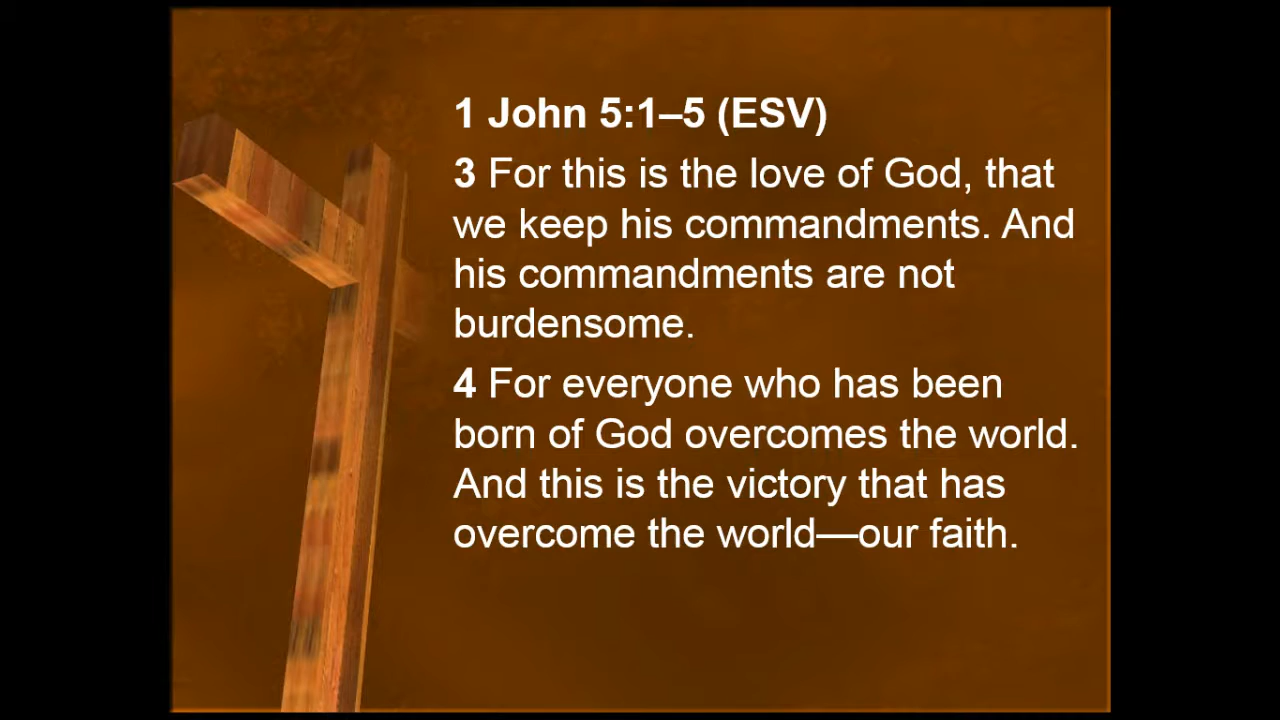 1 John 5:1–5 (ESV)
3 For this is the love of God, that
we keep his commandments. And
his commandments are not
burdensome.
4 For everyone who has been
born of God overcomes the world.
And this is the victory that has
overcome the world—our faith.